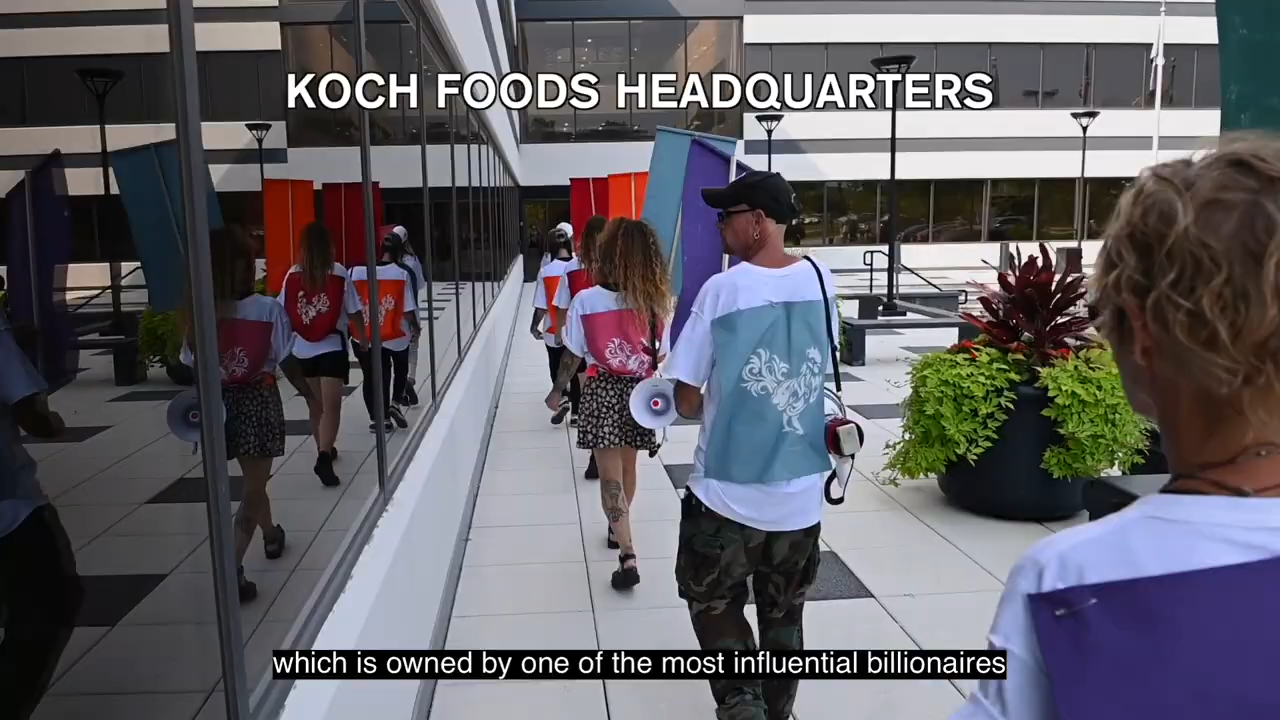 KOCH FOODS HEADQUARTERS
which is owned by one of the most influential billionaires